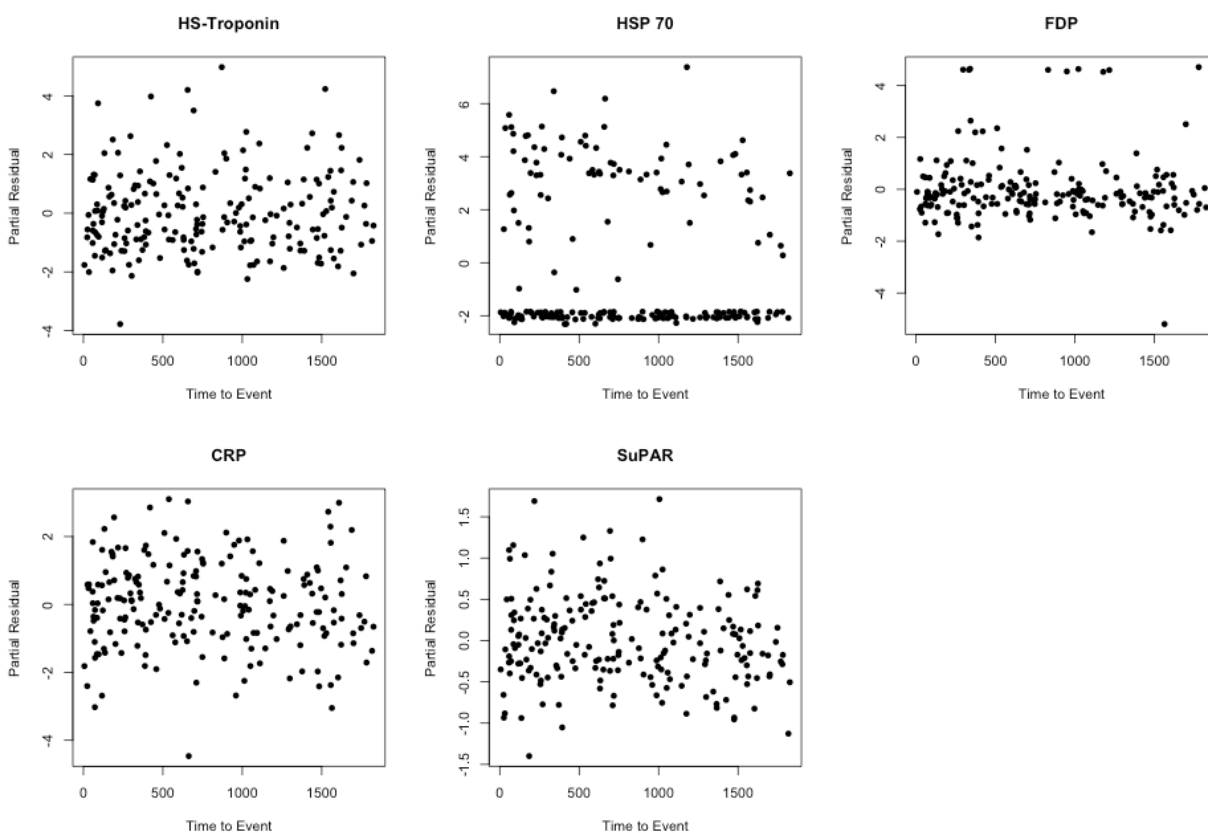 HS-Troponin
HSP 70
FDP
Partial Residual
4
2
0
-2
-4
Partial Residual
6
4
2
0
-2
Partial Residual
4
2
0
-2
-4
0 500 1000 1500
0 500 1000 1500
0 500 1000 1500
Time to Event
Time to Event
Time to Event
CRP
SuPAR
Partial Residual
2
0
-2
-4
Partial Residual
1.5
1.0
0.5
0.0
-0.5
-1.0
-1.5
0 500 1000 1500
0 500 1000 1500
Time to Event
Time to Event